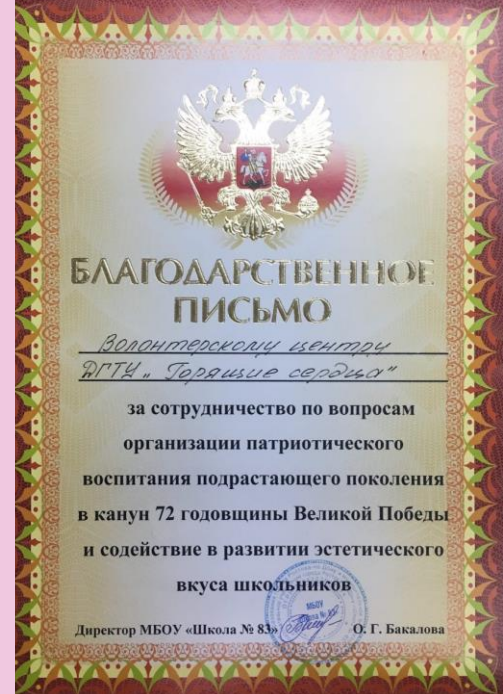 БЛАГОДАРСТВЕННОЕ
ПИСЬМО
Волонтерскому центру
ДГТУ „ Горящие сердца"
за сотрудничество по вопросам
организации патриотического
воспитания подрастающего поколения
в канун 72 годовщины Великой Победы
и содействие в развитии эстетического
вкуса школьников
МБОУ
Директор МБОУ «Школа № 83» О. Г. Бакалова